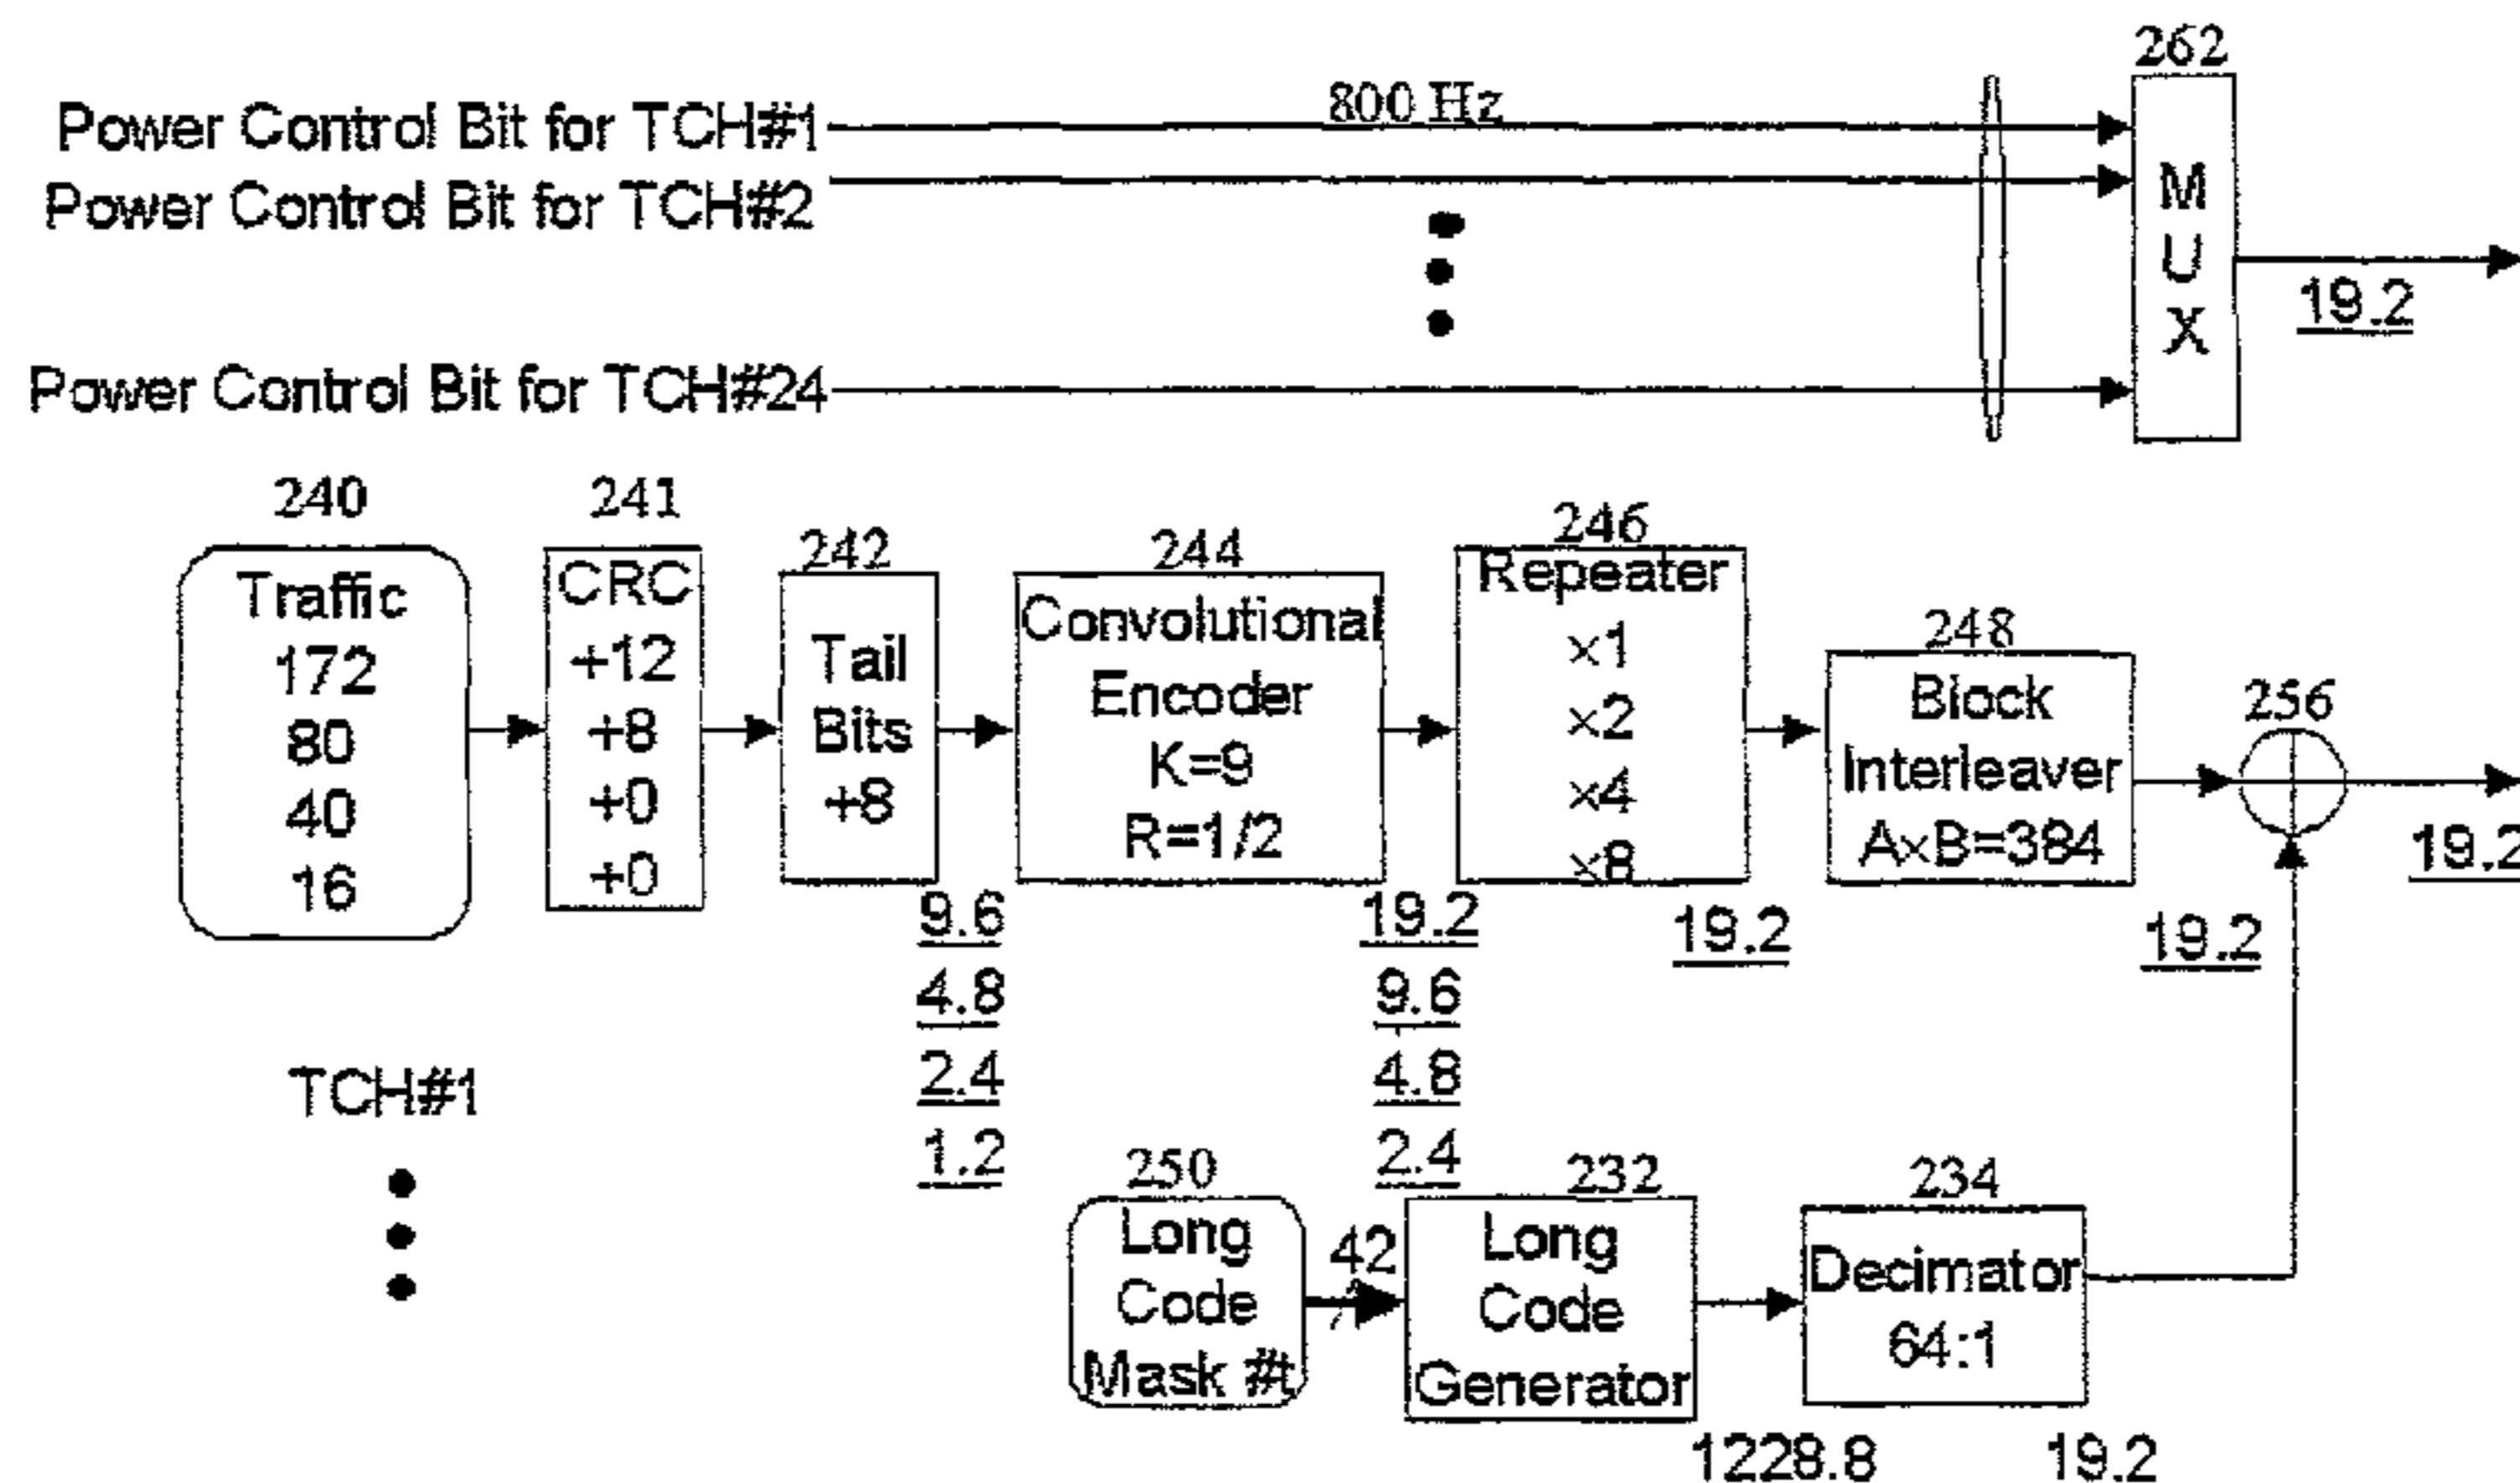 262
800 Hz
Power Control Bit for TCH#1
Power Control Bit for TCH#2
M
U
X
19.2
Power Control Bit for TCH#24
240
Traffic
172
80
40
16
241
CRC
+12
+8
+0
+0
242
Tail
Bits
+8
9.6
4.8
2.4
1.2
244
Convolutional
Encoder
K=9
R=1/2
19.2
9.6
4.8
2.4
246
Repeater
×1
×2
×4
×8
19.2
248
Block
Interleaver
A×B=384
19.2
256
19.2
TCH#1
250
Long
Code
Mask #t
42
232
Long
Code
Generator
1228.8
234
Decimator
64:1
19.2